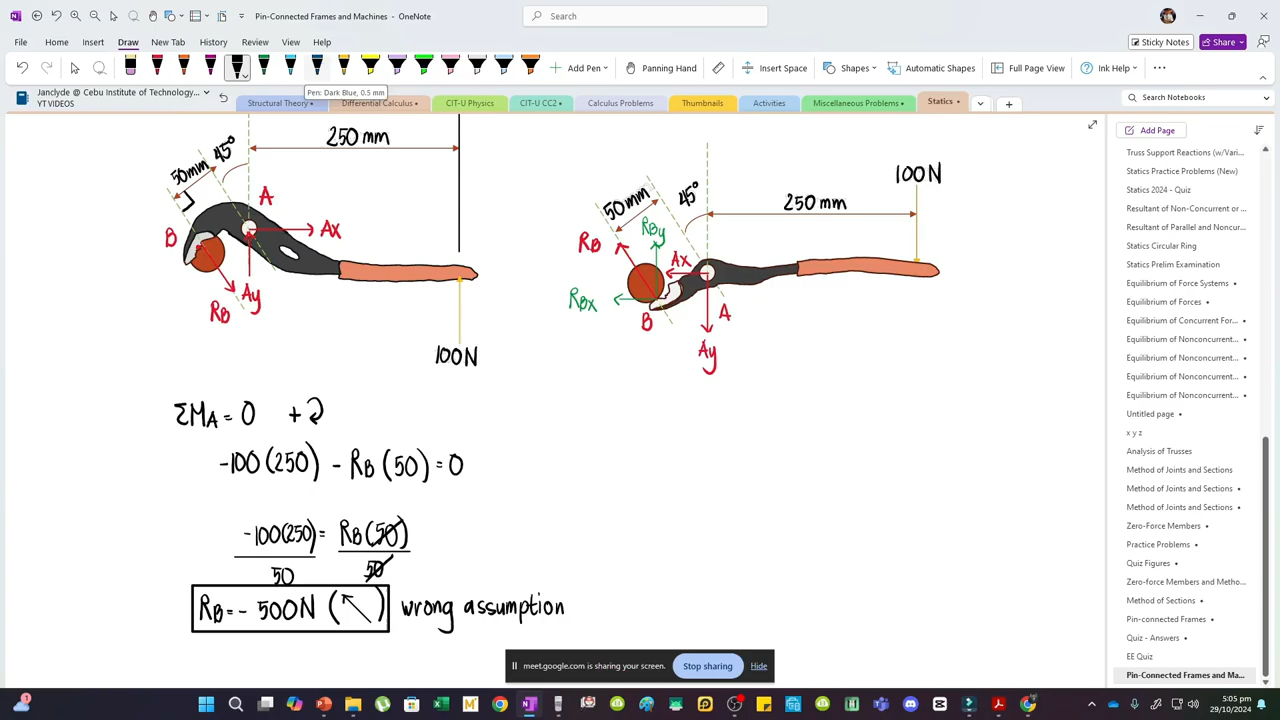 Pin-Connected Frames and Machines - OneNote
Search
File Home Insert Draw New Tab History Review View Help
Sticky Notes
Share
Add Pen
Panning Hand
Insert Space
Shapes
Automatic Shapes
Full Page View
Ink Help
Pen: Dark Blue, 0.5 mm
Janclyde @ Cebu Institute of Technology...
YT VIDEOS
Structural Theory
Differential Calculus
CIT-U Physics
CIT-U CC2
Calculus Problems
Thumbnails
Activities
Miscellaneous Problems
Statics
Search Notebooks
Add Page
250 mm
50mm
45°
A
Ax
B
RB
Ay
100N
100N
50 mm
45°
250 mm
RB
RBy
Ax
RBx
B
A
Ay
ΣMA = 0 +↻
-100(250) - RB(50) = 0
-100(250) = RB(50)
50 50
RB = - 500N (↖) wrong assumption
Truss Support Reactions (w/Vari...
Statics Practice Problems (New)
Statics 2024 - Quiz
Resultant of Non-Concurrent or ...
Resultant of Parallel and Noncur...
Statics Circular Ring
Statics Prelim Examination
Equilibrium of Force Systems
Equilibrium of Forces
Equilibrium of Concurrent For...
Equilibrium of Nonconcurrent...
Equilibrium of Nonconcurrent...
Equilibrium of Nonconcurrent...
Equilibrium of Nonconcurrent...
Untitled page
x y z
Analysis of Trusses
Method of Joints and Sections
Method of Joints and Sections
Method of Joints and Sections
Zero-Force Members
Practice Problems
Quiz Figures
Zero-force Members and Metho...
Method of Sections
Pin-connected Frames
Quiz - Answers
EE Quiz
Pin-Connected Frames and Ma...
meet.google.com is sharing your screen.
Stop sharing
Hide
1
5:05 pm
29/10/2024